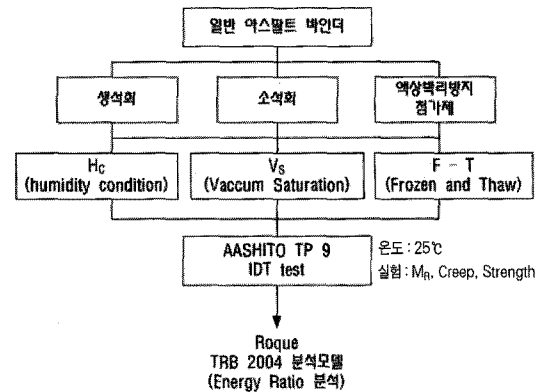 일반 아스팔트 바인더
생석회
소석회
액상박리방지
첨가제
Hc
(humidity condition)
Vs
(Vaccum Saturation)
F - T
(Frozen and Thaw)
AASHITO TP 9
IDT test
온도 : 25℃
실험 : MR, Creep, Strength
Roque
TRB 2004 분석모델
(Energy Ratio 분석)